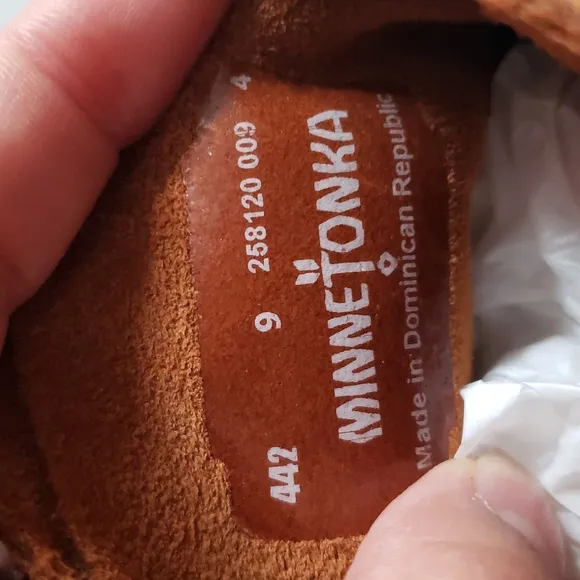 442 9 258120 009 4
MINNETONKA
Made in Dominican Republic